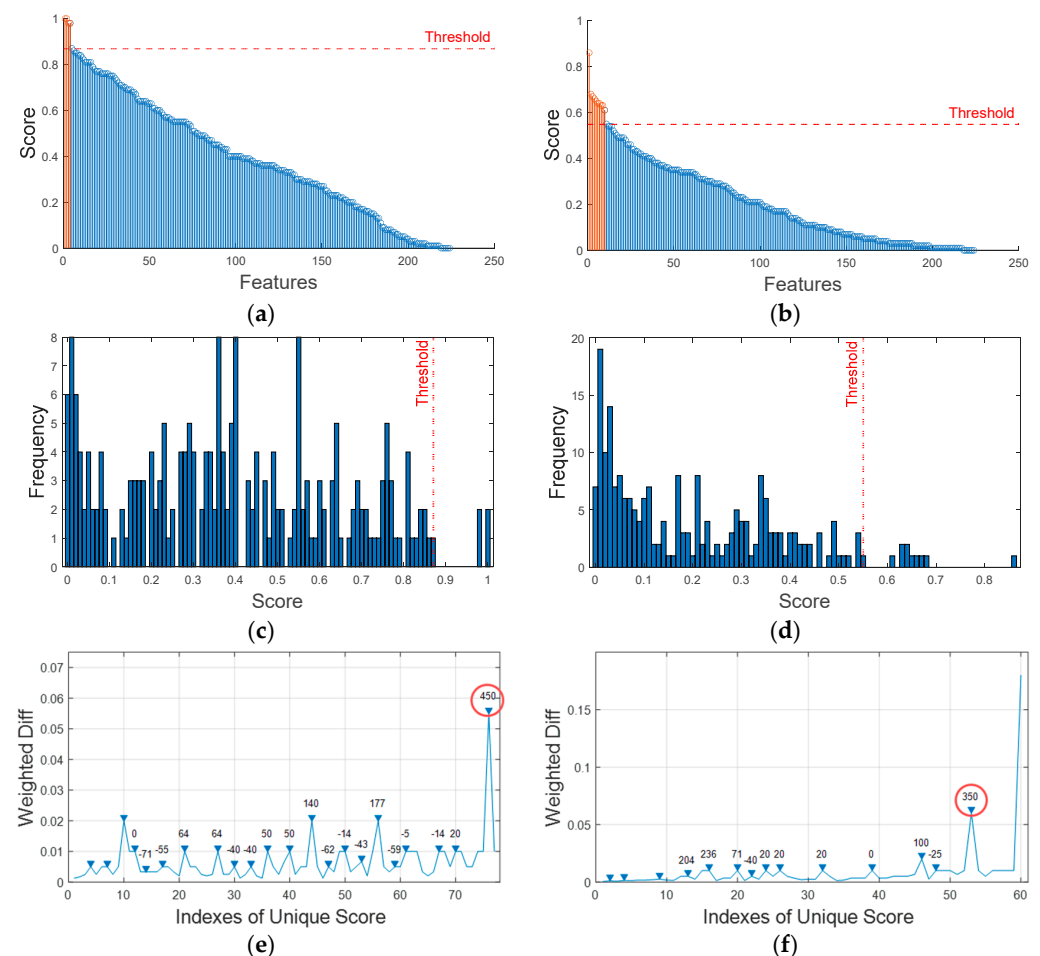 1
0.8
0.6
0.4
0.2
0
Score
Threshold
0 50 100 150 200 250
Features
(a)
1
0.8
0.6
0.4
0.2
0
Score
Threshold
0 50 100 150 200 250
Features
(b)
8
7
6
5
4
3
2
1
0
Frequency
Threshold
0 0.1 0.2 0.3 0.4 0.5 0.6 0.7 0.8 0.9 1
Score
(c)
20
15
10
5
0
Frequency
Threshold
0 0.1 0.2 0.3 0.4 0.5 0.6 0.7 0.8
Score
(d)
0.07
0.06
0.05
0.04
0.03
0.02
0.01
0
Weighted Diff
0 -71 -55 64 64 -40 -40 50 140 -62 50 -14 -43 177 -59 -5 -14 20 450
0 10 20 30 40 50 60 70
Indexes of Unique Score
(e)
0.15
0.1
0.05
0
Weighted Diff
204 236 71 -40 20 20 20 0 100 -25 350
0 10 20 30 40 50 60
Indexes of Unique Score
(f)